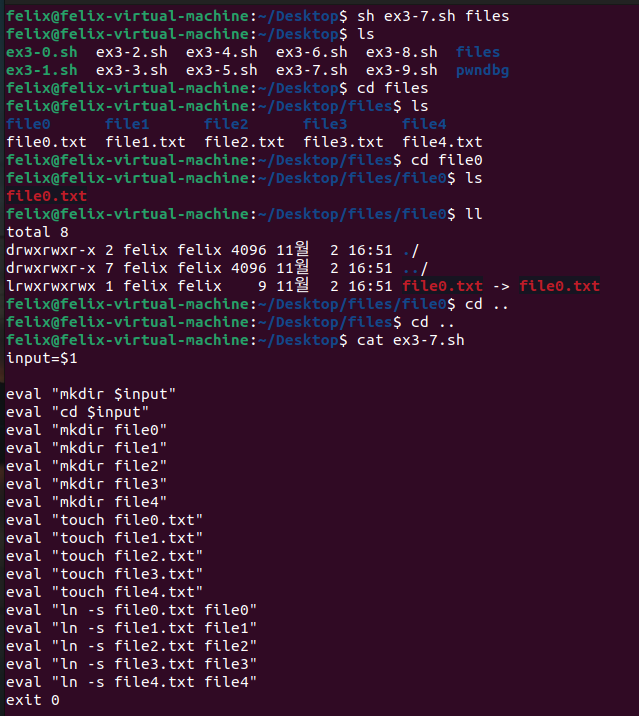 felix@felix-virtual-machine:~/Desktop$ sh ex3-7.sh files
felix@felix-virtual-machine:~/Desktop$ ls
ex3-0.sh  ex3-2.sh  ex3-4.sh  ex3-6.sh  ex3-8.sh  files
ex3-1.sh  ex3-3.sh  ex3-5.sh  ex3-7.sh  ex3-9.sh  pwndbg
felix@felix-virtual-machine:~/Desktop$ cd files
felix@felix-virtual-machine:~/Desktop/files$ ls
file0      file1      file2      file3      file4
file0.txt  file1.txt  file2.txt  file3.txt  file4.txt
felix@felix-virtual-machine:~/Desktop/files$ cd file0
felix@felix-virtual-machine:~/Desktop/files/file0$ ls
file0.txt
felix@felix-virtual-machine:~/Desktop/files/file0$ ll
total 8
drwxrwxr-x 2 felix felix 4096 11월  2 16:51 ./
drwxrwxr-x 7 felix felix 4096 11월  2 16:51 ../
lrwxrwxrwx 1 felix felix    9 11월  2 16:51 file0.txt -> file0.txt
felix@felix-virtual-machine:~/Desktop/files/file0$ cd ..
felix@felix-virtual-machine:~/Desktop/files$ cd ..
felix@felix-virtual-machine:~/Desktop$ cat ex3-7.sh
input=$1

eval "mkdir $input"
eval "cd $input"
eval "mkdir file0"
eval "mkdir file1"
eval "mkdir file2"
eval "mkdir file3"
eval "mkdir file4"
eval "touch file0.txt"
eval "touch file1.txt"
eval "touch file2.txt"
eval "touch file3.txt"
eval "touch file4.txt"
eval "ln -s file0.txt file0"
eval "ln -s file1.txt file1"
eval "ln -s file2.txt file2"
eval "ln -s file3.txt file3"
eval "ln -s file4.txt file4"
exit 0